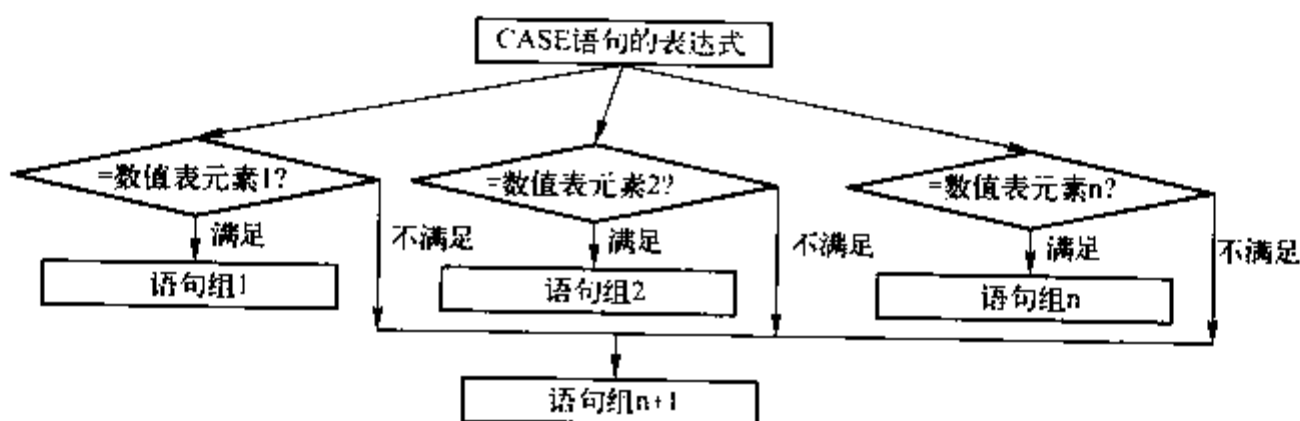 CASE语句的表达式
=数值表元素1?
=数值表元素2?
=数值表元素n?
满足
不满足
满足
不满足
满足
不满足
语句组1
语句组2
语句组n
语句组n+1